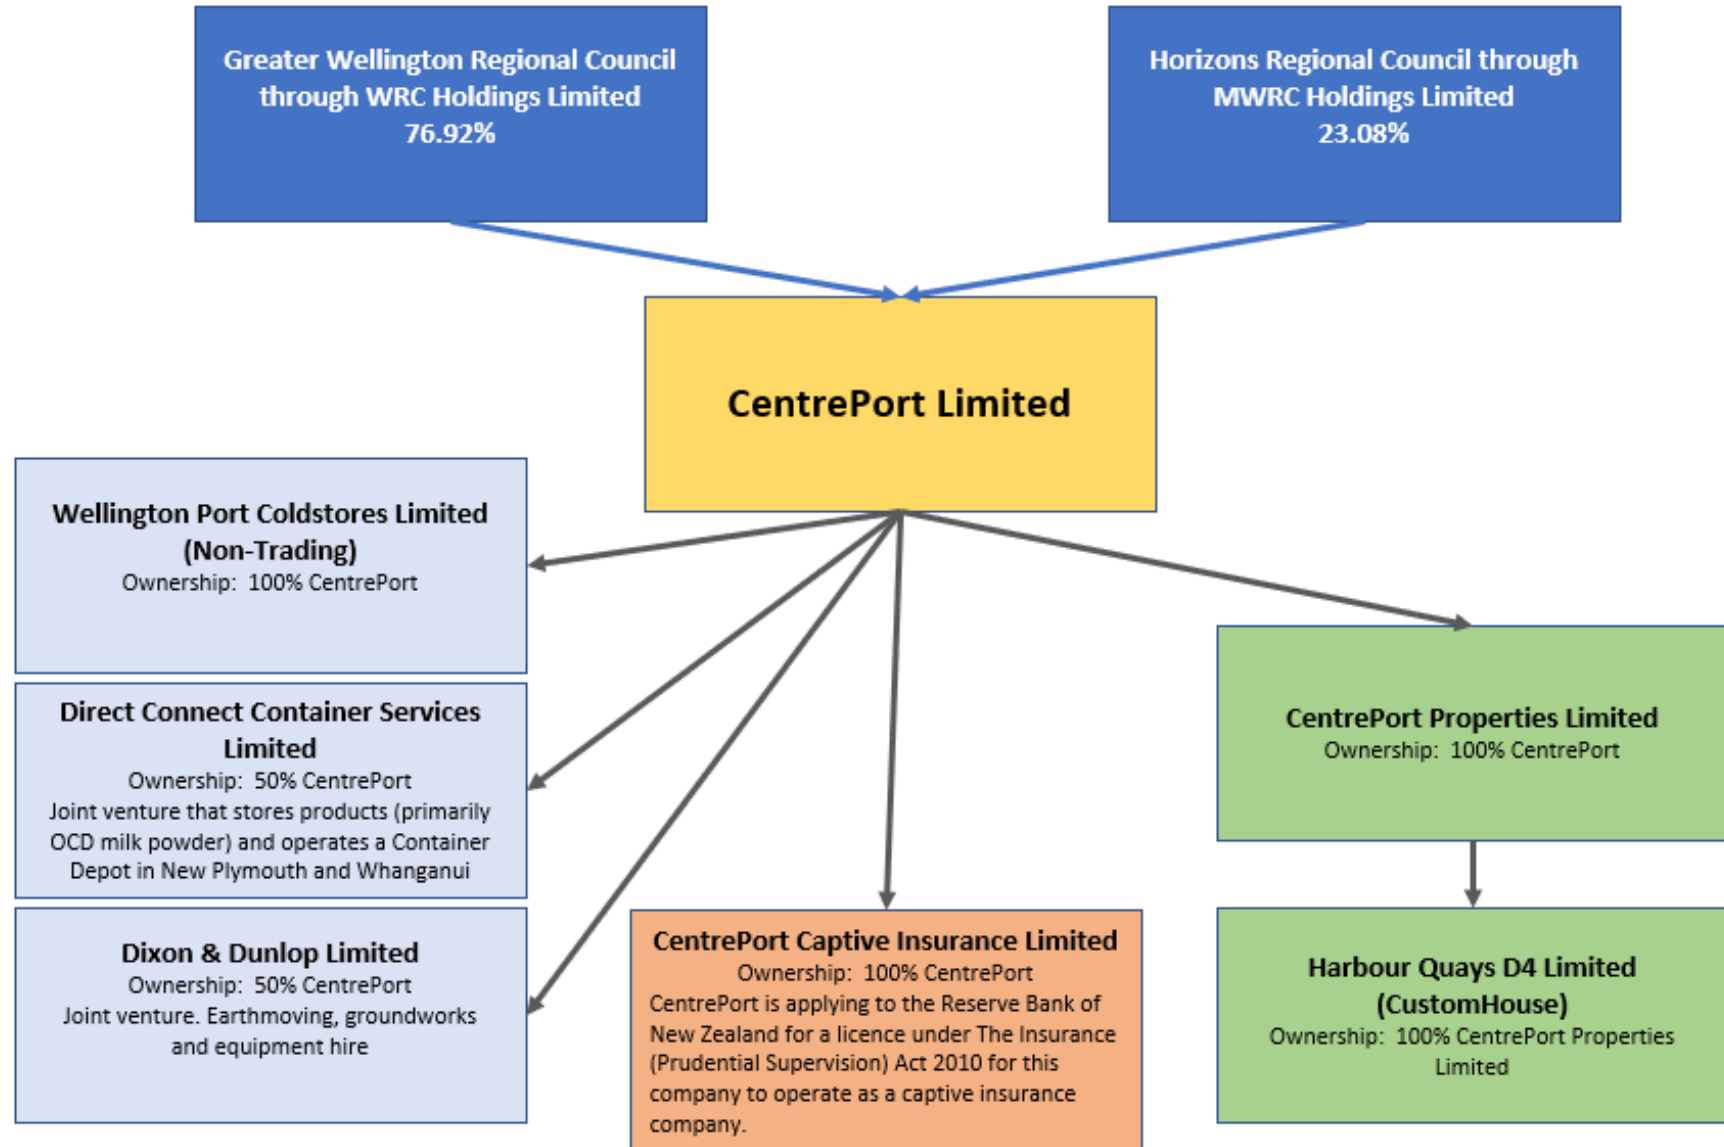 Greater Wellington Regional Council
through WRC Holdings Limited
76.92%
Horizons Regional Council through
MWRC Holdings Limited
23.08%
CentrePort Limited
Wellington Port Coldstores Limited
(Non-Trading)
Ownership: 100% CentrePort
Direct Connect Container Services
Limited
Ownership: 50% CentrePort
Joint venture that stores products (primarily
OCD milk powder) and operates a Container
Depot in New Plymouth and Whanganui
Dixon & Dunlop Limited
Ownership: 50% CentrePort
Joint venture. Earthmoving, groundworks
and equipment hire
CentrePort Captive Insurance Limited
Ownership: 100% CentrePort
CentrePort is applying to the Reserve Bank of
New Zealand for a licence under The Insurance
(Prudential Supervision) Act 2010 for this
company to operate as a captive insurance
company.
CentrePort Properties Limited
Ownership: 100% CentrePort
Harbour Quays D4 Limited
(CustomHouse)
Ownership: 100% CentrePort Properties
Limited